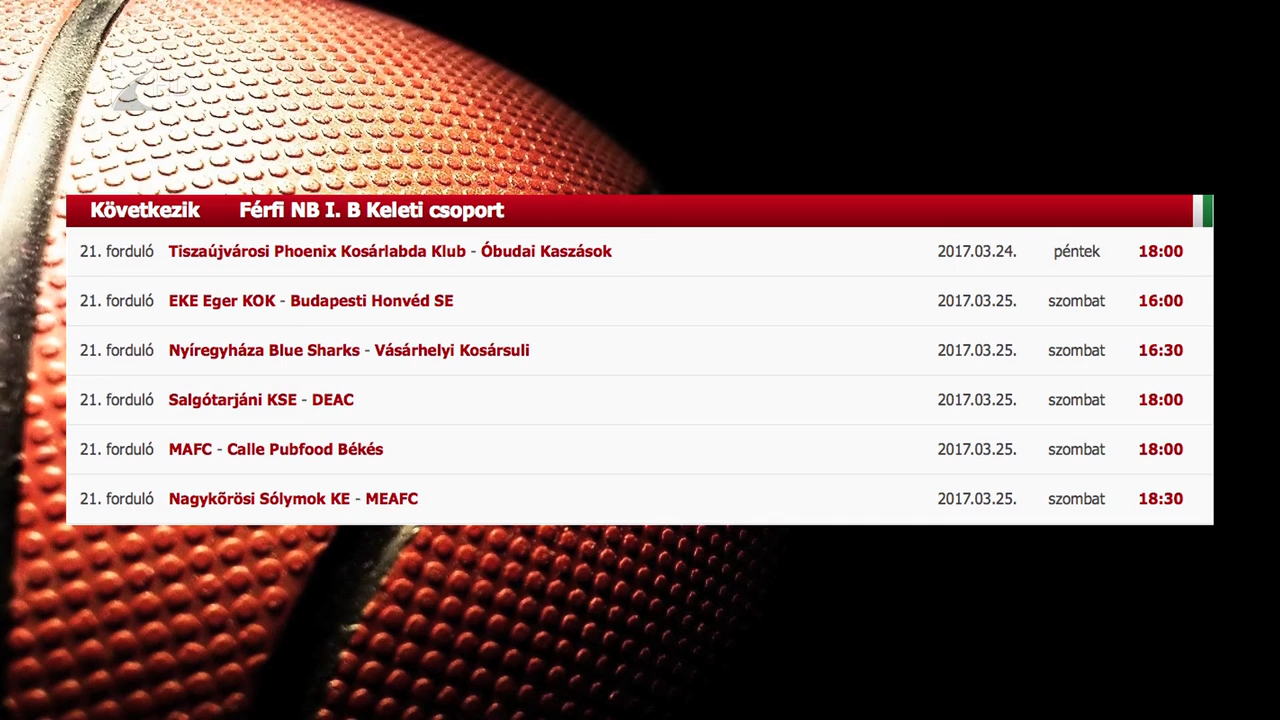 Következik Férfi NB I. B Keleti csoport
21. forduló Tiszaújvárosi Phoenix Kosárlabda Klub - Óbudai Kaszások 2017.03.24. péntek 18:00
21. forduló EKE Eger KOK - Budapesti Honvéd SE 2017.03.25. szombat 16:00
21. forduló Nyíregyháza Blue Sharks - Vásárhelyi Kosársuli 2017.03.25. szombat 16:30
21. forduló Salgótarjáni KSE - DEAC 2017.03.25. szombat 18:00
21. forduló MAFC - Calle Pubfood Békés 2017.03.25. szombat 18:00
21. forduló Nagykõrösi Sólymok KE - MEAFC 2017.03.25. szombat 18:30